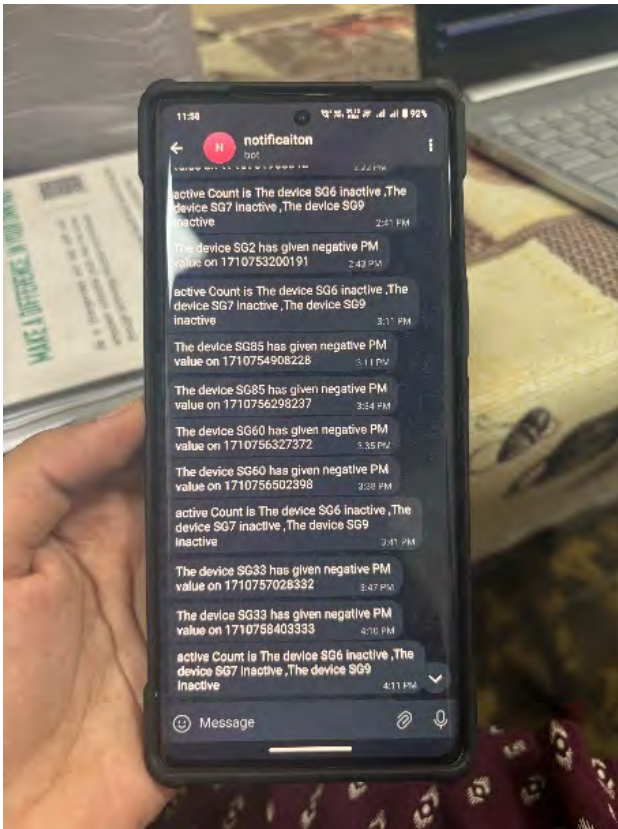 11:58
92%
N
notificaiton
bot
2:22 PM
active Count is The device SG6 inactive ,The
device SG7 inactive ,The device SG9
inactive
2:41 PM
The device SG2 has given negative PM
value on 1710753200191
2:43 PM
active Count is The device SG6 inactive ,The
device SG7 inactive ,The device SG9
inactive
3:11 PM
The device SG85 has given negative PM
value on 1710754908228
3:11 PM
The device SG85 has given negative PM
value on 1710756298237
3:34 PM
The device SG60 has given negative PM
value on 1710756327372
3:35 PM
The device SG60 has given negative PM
value on 1710756502398
3:38 PM
active Count is The device SG6 inactive ,The
device SG7 inactive ,The device SG9
inactive
3:41 PM
The device SG33 has given negative PM
value on 1710757028332
3:47 PM
The device SG33 has given negative PM
value on 1710758403333
4:10 PM
active Count is The device SG6 inactive ,The
device SG7 inactive ,The device SG9
inactive
4:11 PM
Message
MAKE A DIFFERENCE IN YOUR OWN